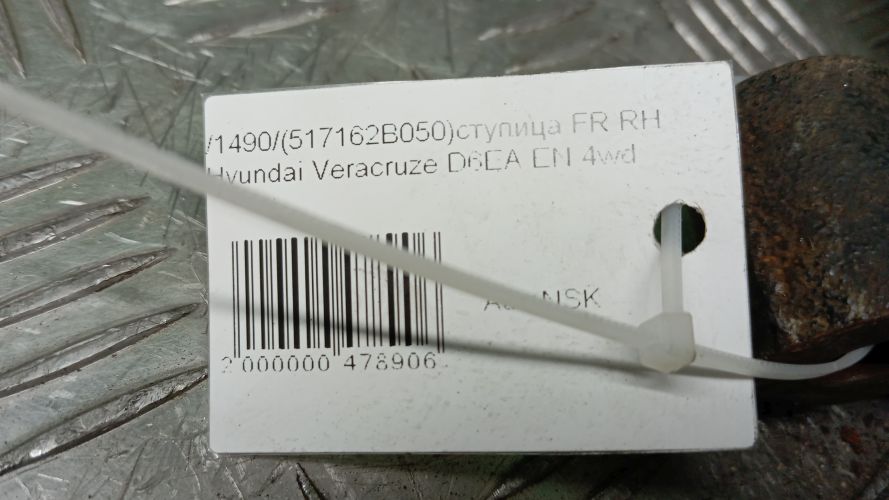 /1490/(517162B050)ступица FR RH
Hyundai Veracruze D6EA EN 4wd
NSK
2 000000 478906